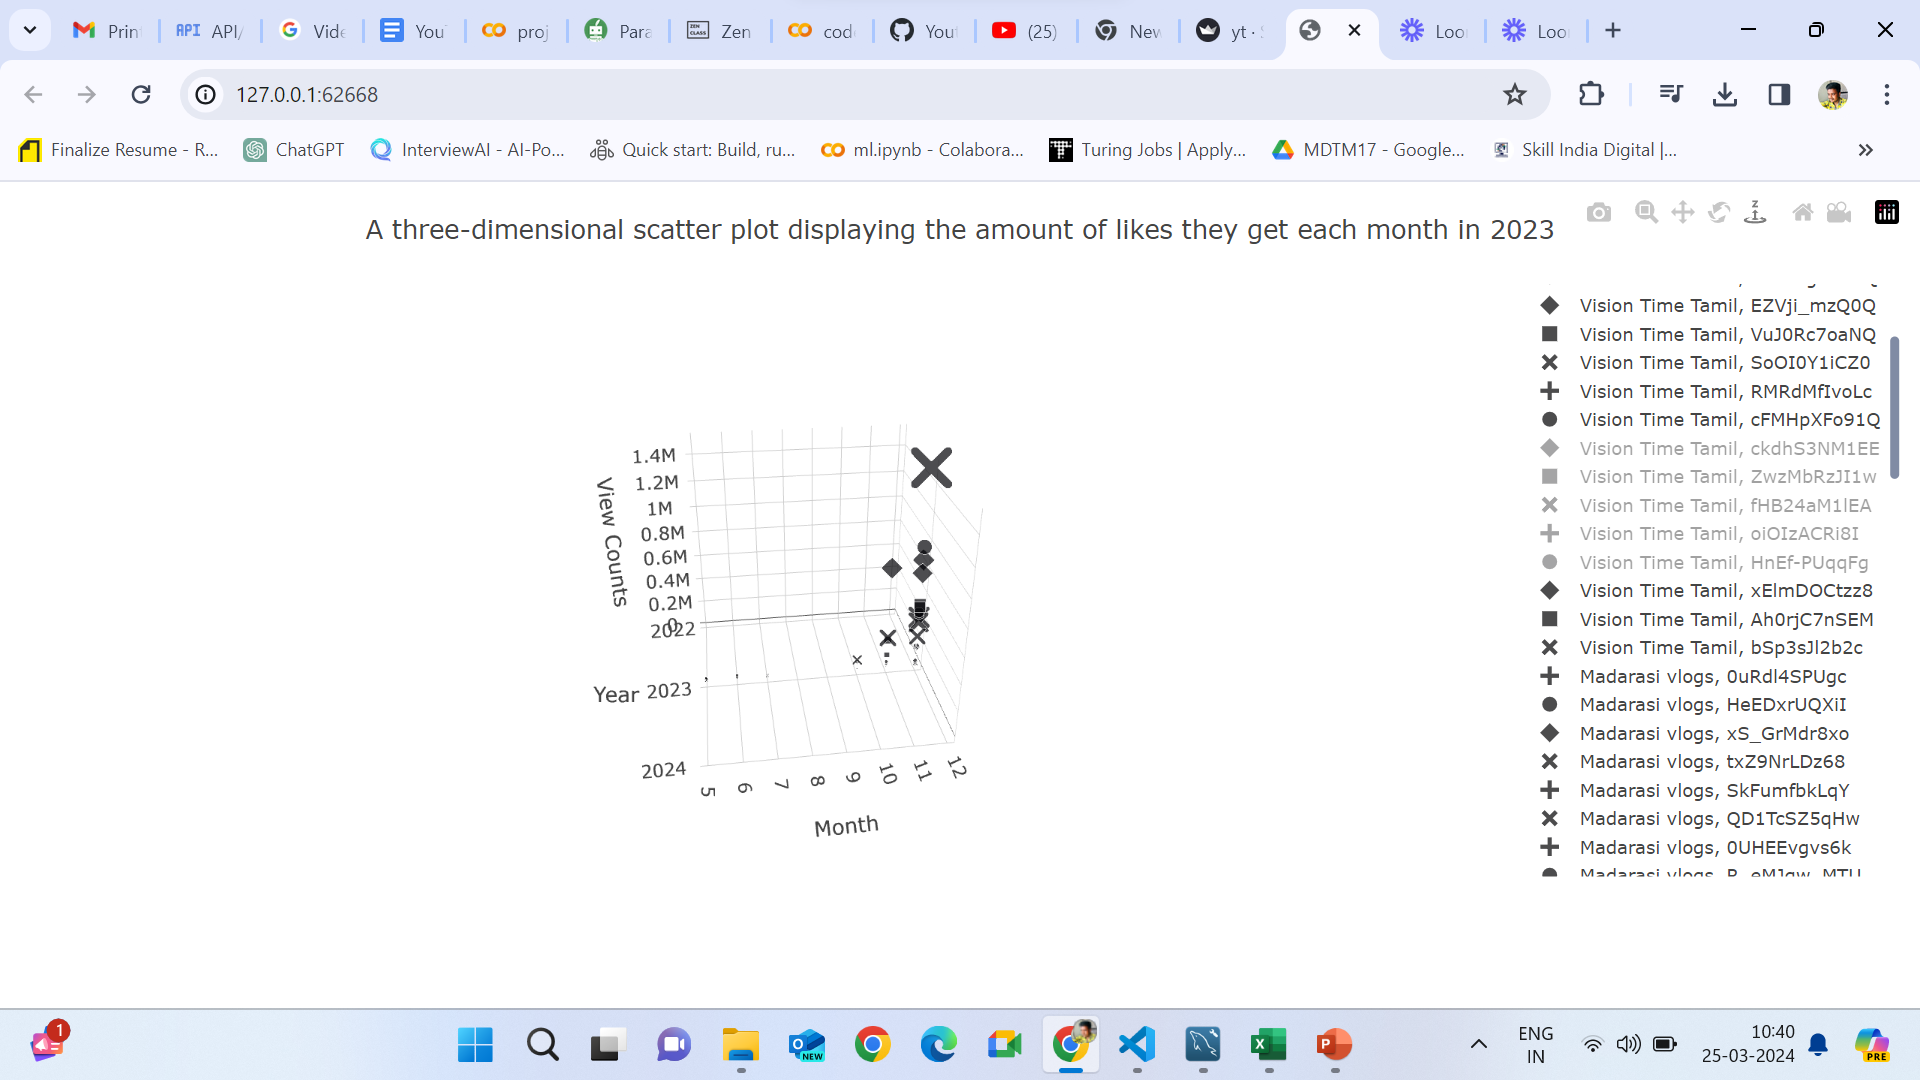 Prin
API API/
Vide
You
proj
Para
Zen
cod
You
(25)
New
yt · S
Loo
Loo
127.0.0.1:62668
Finalize Resume - R...
ChatGPT
InterviewAI - AI-Po...
Quick start: Build, ru...
ml.ipynb - Colabora...
Turing Jobs | Apply...
MDTM17 - Google...
Skill India Digital |...
A three-dimensional scatter plot displaying the amount of likes they get each month in 2023
Vision Time Tamil, EZVji_mzQ0Q
Vision Time Tamil, VuJ0Rc7oaNQ
Vision Time Tamil, SoOI0Y1iCZ0
Vision Time Tamil, RMRdMfIvoLc
Vision Time Tamil, cFMHpXFo91Q
Vision Time Tamil, ckdhS3NM1EE
Vision Time Tamil, ZwzMbRzJI1w
Vision Time Tamil, fHB24aM1lEA
Vision Time Tamil, oiOIzACRi8I
Vision Time Tamil, HnEf-PUqqFg
Vision Time Tamil, xElmDOCtzz8
Vision Time Tamil, Ah0rjC7nSEM
Vision Time Tamil, bSp3sJl2b2c
Madarasi vlogs, 0uRdl4SPUgc
Madarasi vlogs, HeEDxrUQXiI
Madarasi vlogs, xS_GrMdr8xo
Madarasi vlogs, txZ9NrLDz68
Madarasi vlogs, SkFumfbkLqY
Madarasi vlogs, QD1TcSZ5qHw
Madarasi vlogs, 0UHEEvgvs6k
Madarasi vlogs,
View Counts
1.4M
1.2M
1M
0.8M
0.6M
0.4M
0.2M
0
2022
Year 2023
2024
5
6
7
8
9
10
11
12
Month
1
NEW
ENG
IN
10:40
25-03-2024
PRE